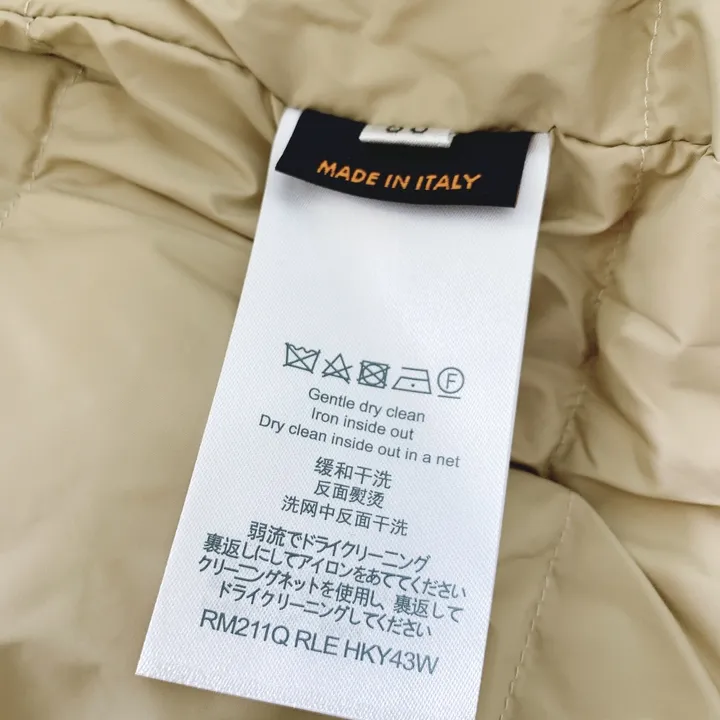 MADE IN ITALY
F
Gentle dry clean
Iron inside out
Dry clean inside out in a net
缓和干洗
反面熨烫
洗网中反面干洗
弱流でドライクリーニング
裏返しにしてアイロンをあててください
クリーニングネットを使用し、裏返して
ドライクリーニングしてください
RM211Q RLE HKY43W